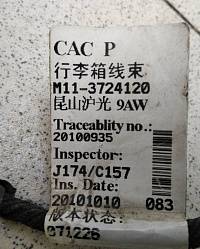 CAC P
行李箱线束
M11-3724120
昆山沪光 9AW
Traceablity no.:
20100935
Inspector:
J174/C157
Ins. Date:
20101010 083
版本状态:
071226